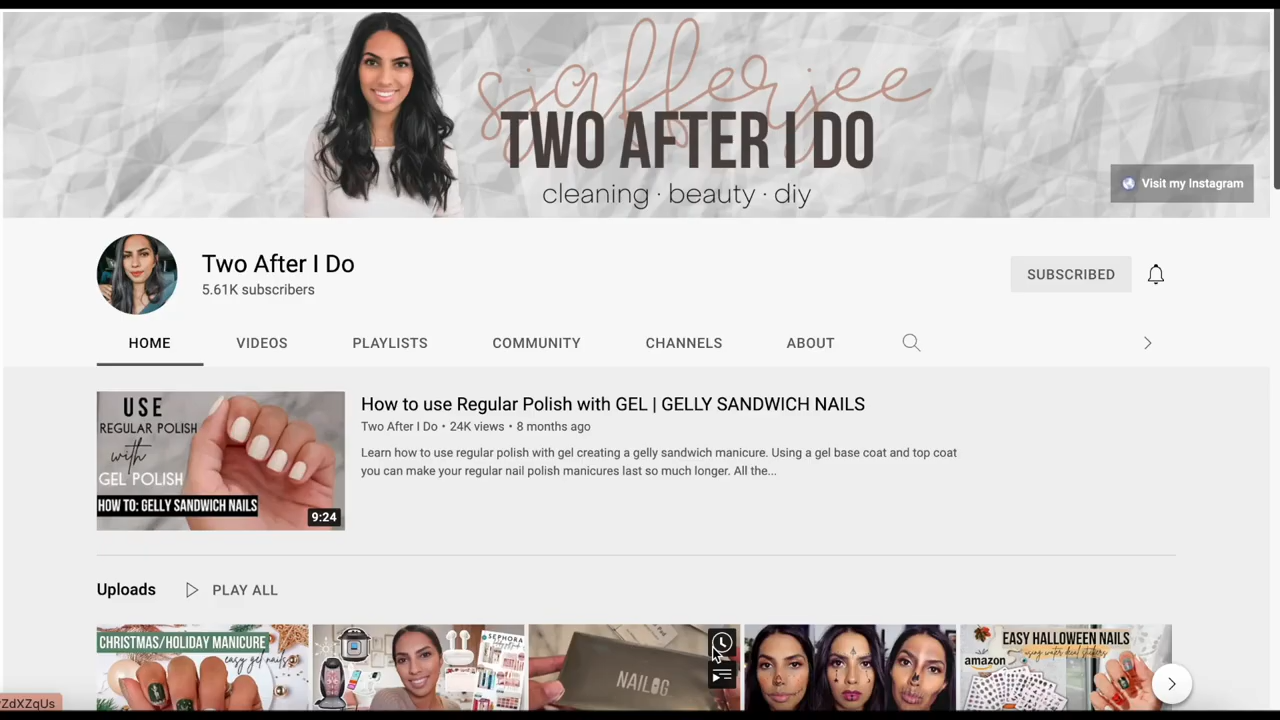 sjafferjee
TWO AFTER I DO
cleaning · beauty · diy
Visit my Instagram
Two After I Do
5.61K subscribers
SUBSCRIBED
HOME VIDEOS PLAYLISTS COMMUNITY CHANNELS ABOUT
USE
REGULAR POLISH
with
GEL POLISH
HOW TO: GELLY SANDWICH NAILS
9:24
How to use Regular Polish with GEL | GELLY SANDWICH NAILS
Two After I Do • 24K views • 8 months ago
Learn how to use regular polish with gel creating a gelly sandwich manicure. Using a gel base coat and top coat
you can make your regular nail polish manicures last so much longer. All the...
Uploads PLAY ALL
CHRISTMAS/HOLIDAY MANICURE
easy gel nails
SEPHORA
NAILOG
EASY HALLOWEEN NAILS
using water decal stickers
amazon
ZdXZqUs